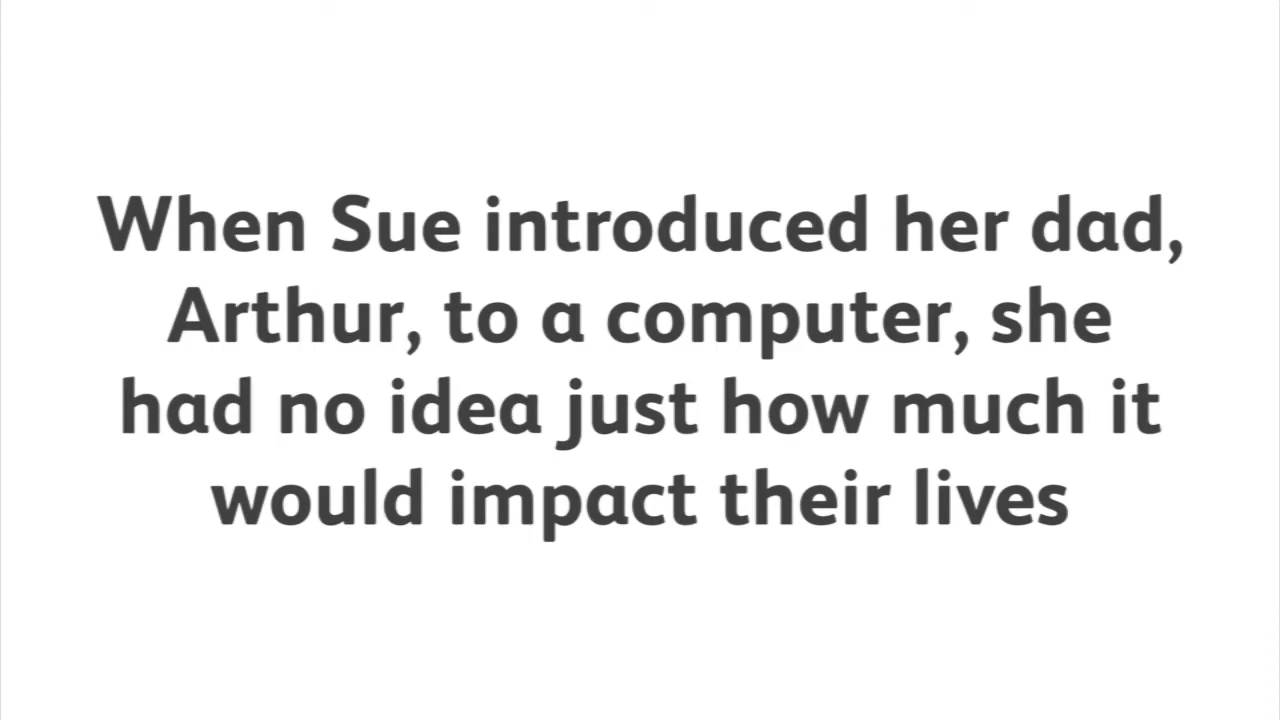 When Sue introduced her dad,
Arthur, to a computer, she
had no idea just how much it
would impact their lives